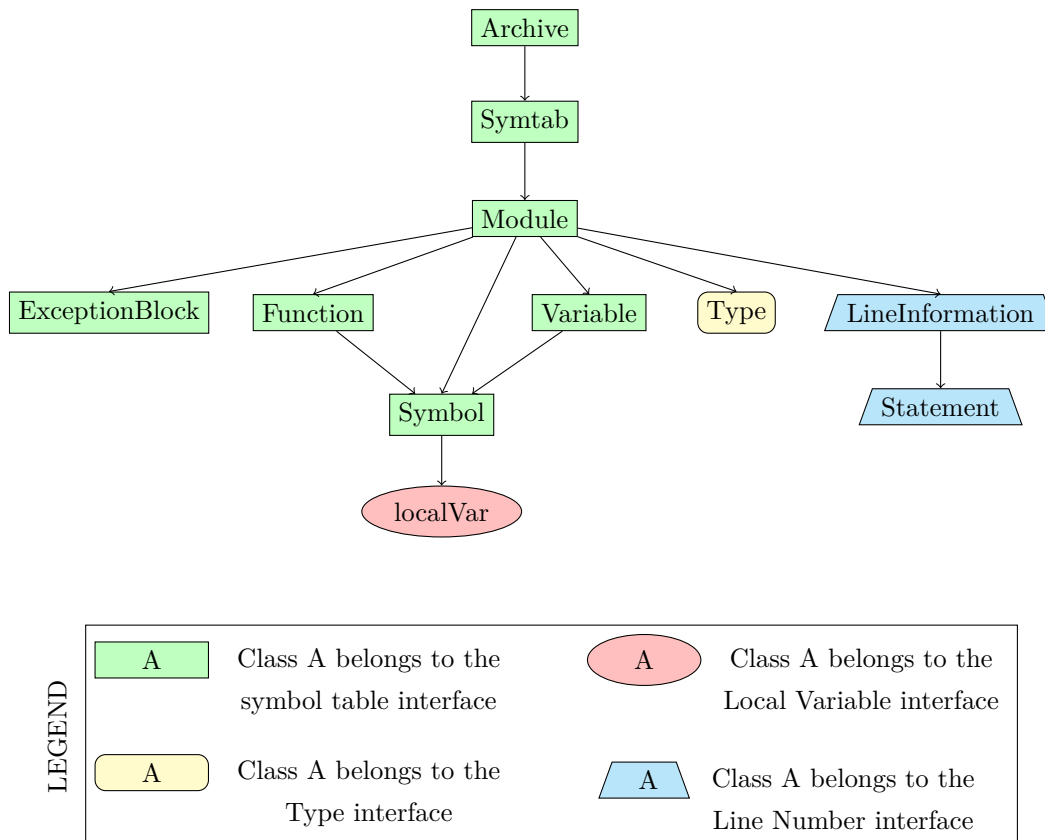 Archive
Symtab
Module
ExceptionBlock
Function
Variable
Type
LineInformation
Symbol
Statement
localVar
LEGEND
A
Class A belongs to the
symbol table interface
A
Class A belongs to the
Local Variable interface
A
Class A belongs to the
Type interface
A
Class A belongs to the
Line Number interface